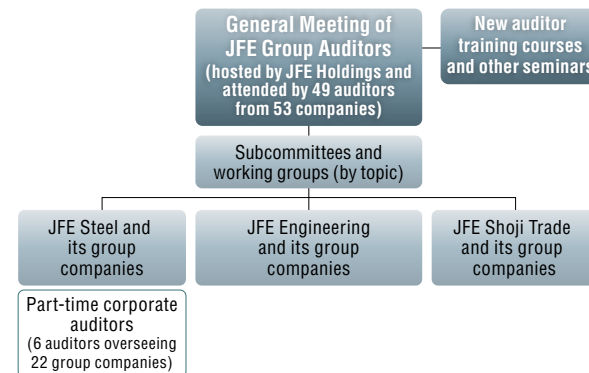 General Meeting of
JFE Group Auditors
(hosted by JFE Holdings and
attended by 49 auditors
from 53 companies)
New auditor
training courses
and other seminars
Subcommittees and
working groups (by topic)
JFE Steel and
its group
companies
JFE Engineering
and its group
companies
JFE Shoji Trade
and its group
companies
Part-time corporate
auditors
(6 auditors overseeing
22 group companies)